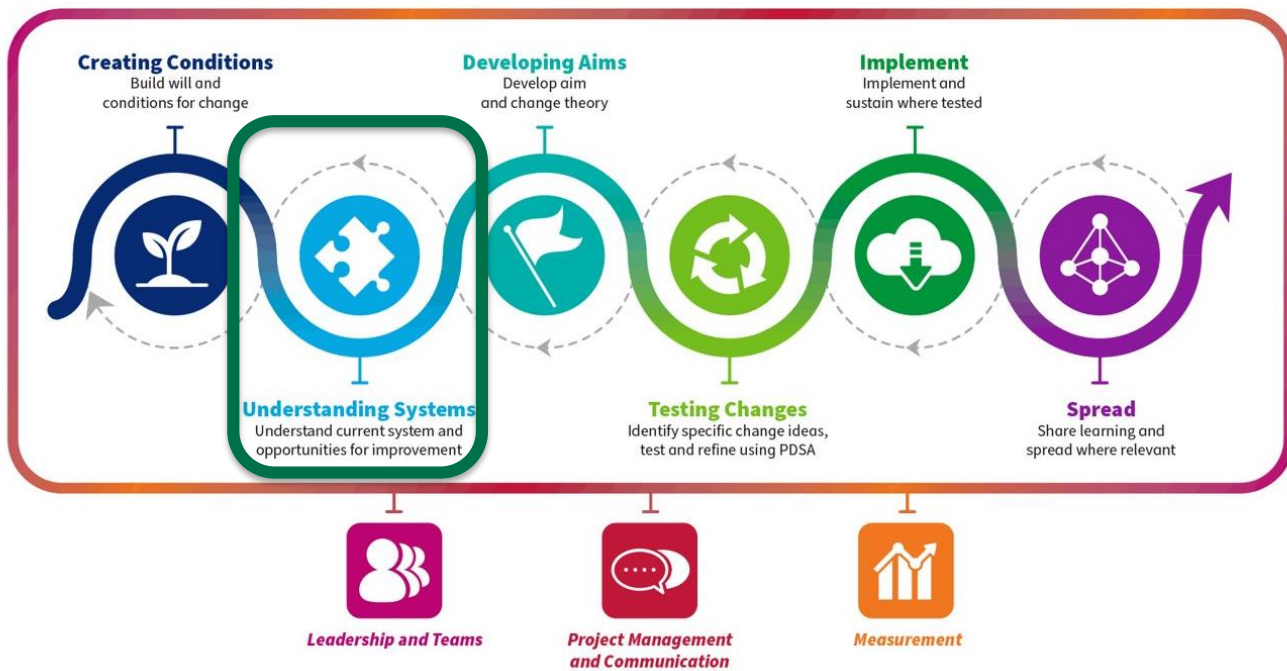 Creating Conditions
Build will and
conditions for change
Developing Aims
Develop aim
and change theory
Implement
Implement and
sustain where tested
Understanding Systems
Understand current system and
opportunities for improvement
Testing Changes
Identify specific change ideas,
test and refine using PDSA
Spread
Share learning and
spread where relevant
Leadership and Teams
Project Management
and Communication
Measurement